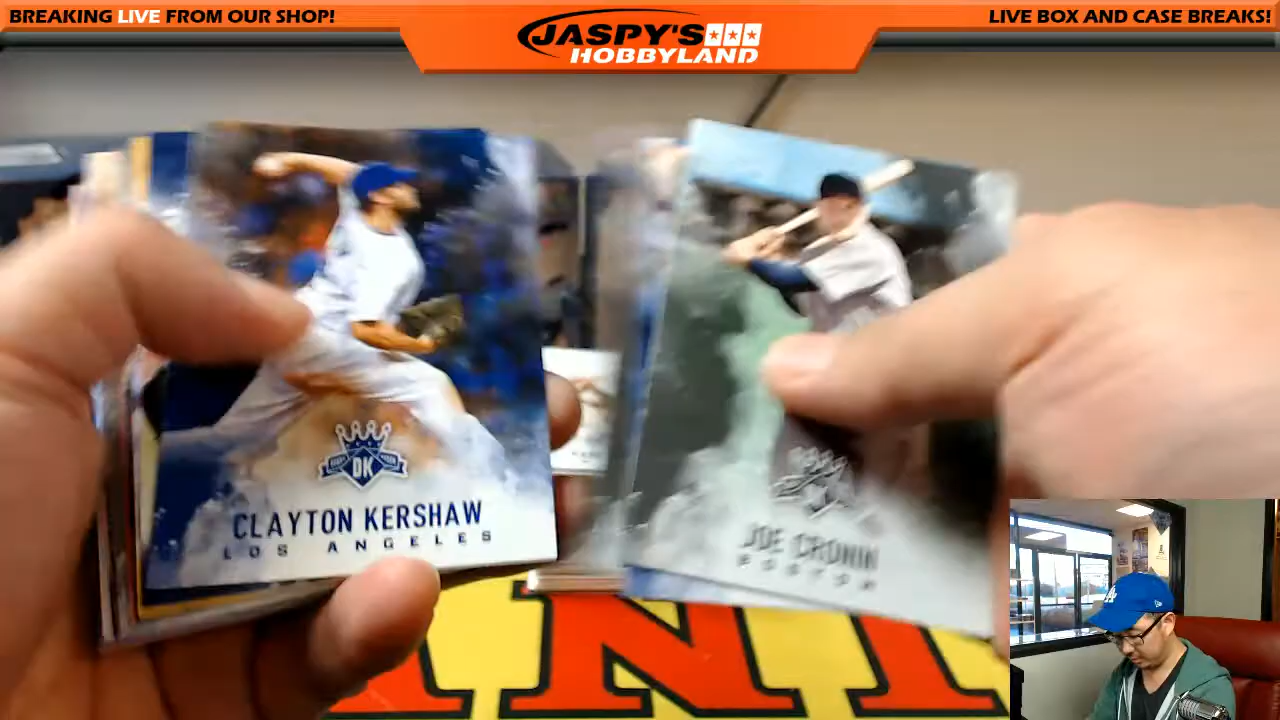 BREAKING LIVE FROM OUR SHOP!
JASPY'S
HOBBYLAND
LIVE BOX AND CASE BREAKS!
DK
CLAYTON KERSHAW
LOS ANGELES
JOE CRONIN
BOSTON
LA